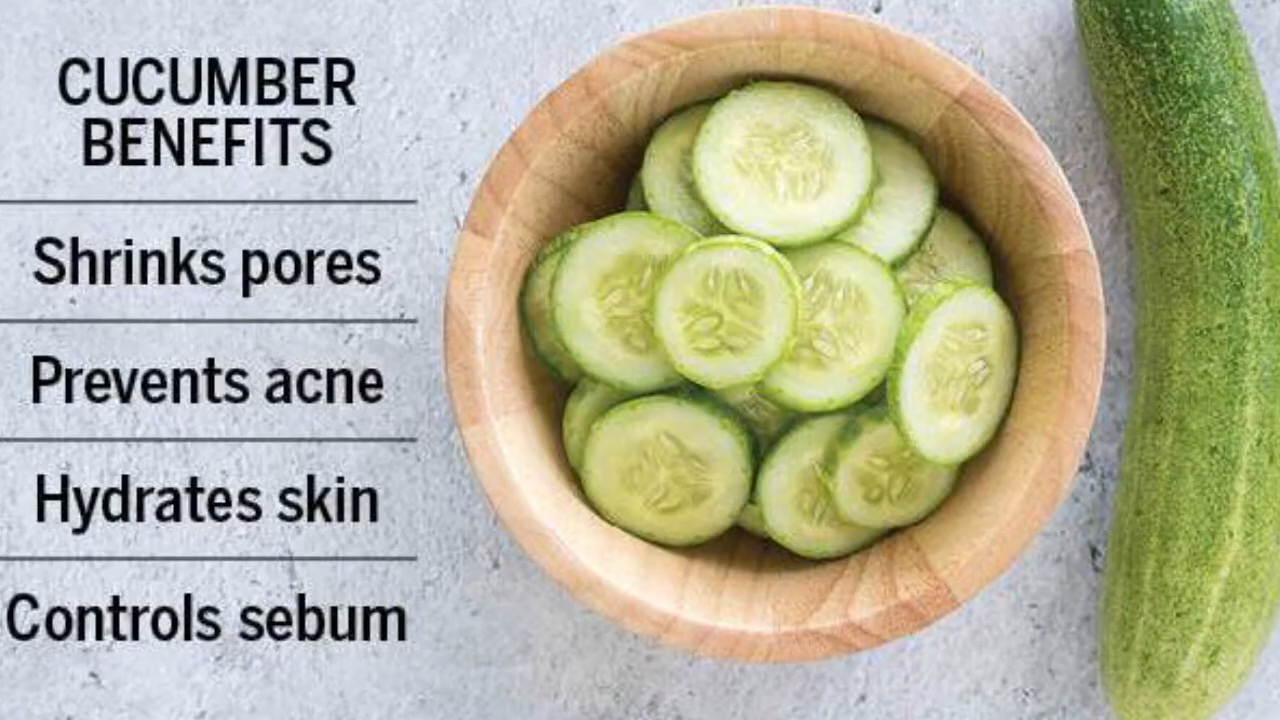 CUCUMBER
BENEFITS
Shrinks pores
Prevents acne
Hydrates skin
Controls sebum